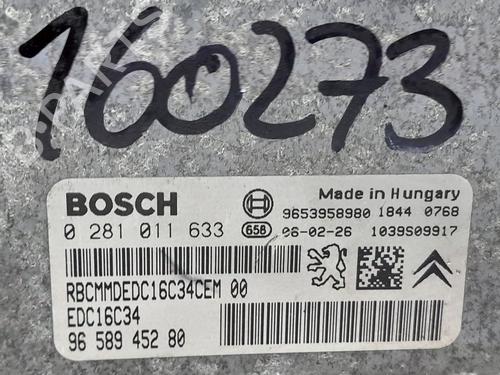 160273
B-PARTS
BOSCH
Made in Hungary
9653958980 1844 0768
0 281 011 633
658
06-02-26 1039S09917
RBCMMDEDC16C34CEM 00
EDC16C34
96 589 452 80